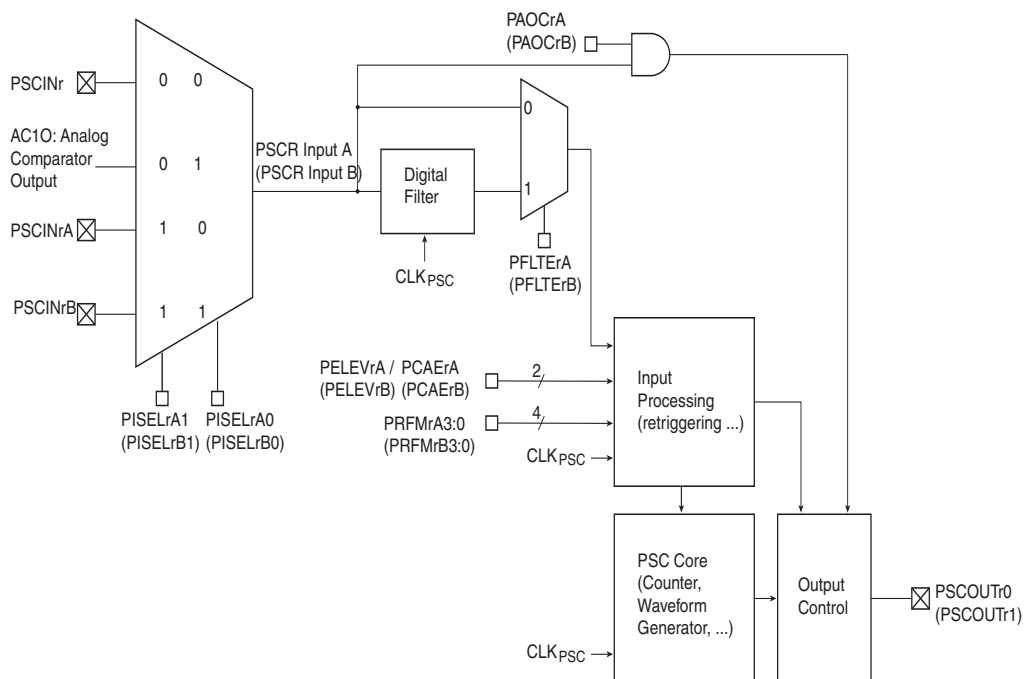 PAOCrA
(PAOCrB)
PSCINr
0 0
0
AC1O: Analog
Comparator
Output
0 1
PSCR Input A
(PSCR Input B)
Digital
Filter
1
PSCINrA
1 0
CLKPSC
PFLTErA
(PFLTErB)
PSCINrB
1 1
PISELrA1
(PISELrB1)
PISELrA0
(PISELrB0)
PELEVrA / PCAErA
(PELEVrB) (PCAErB)
2
PRFMrA3:0
(PRFMrB3:0)
4
CLKPSC
Input
Processing
(retriggering ...)
PSC Core
(Counter,
Waveform
Generator, ...)
CLKPSC
Output
Control
PSCOUTr0
(PSCOUTr1)